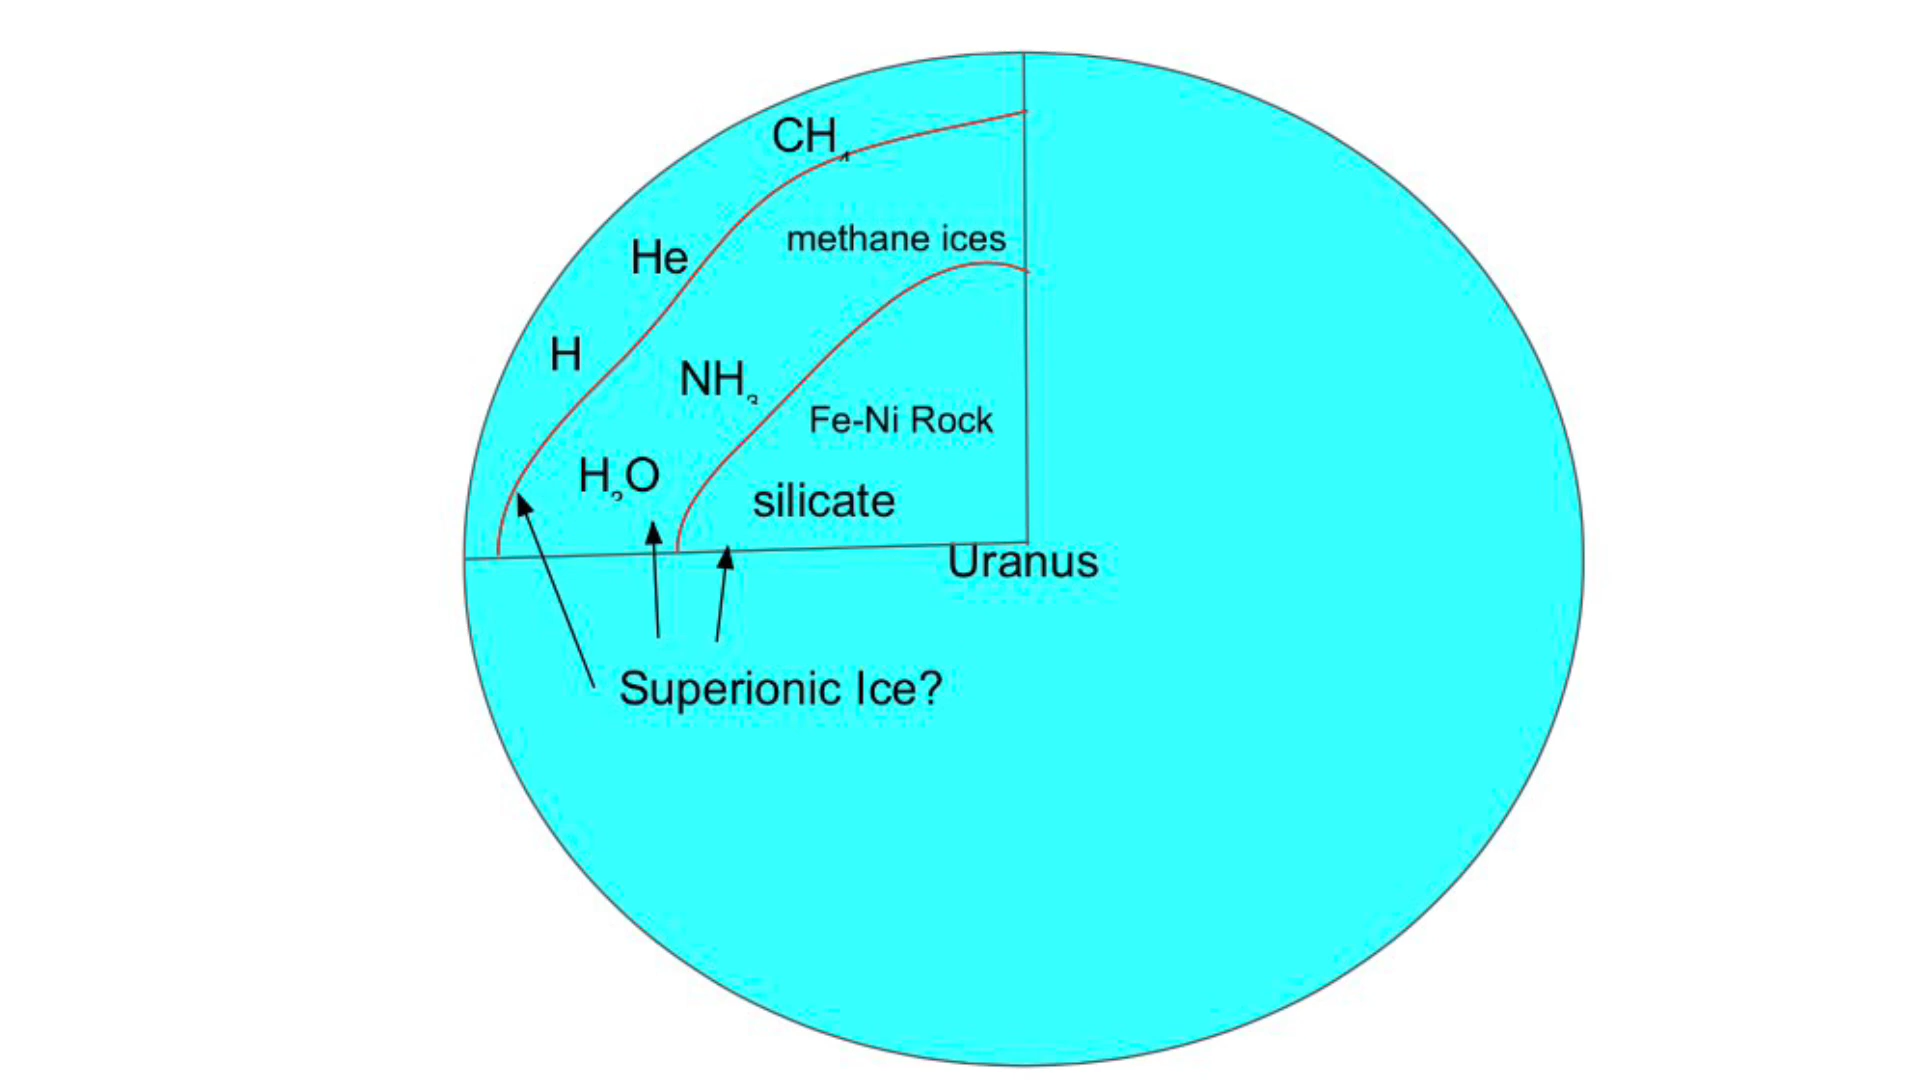 CH₄
methane ices
He
H
NH₃
Fe-Ni Rock
H₂O
silicate
Uranus
Superionic Ice?